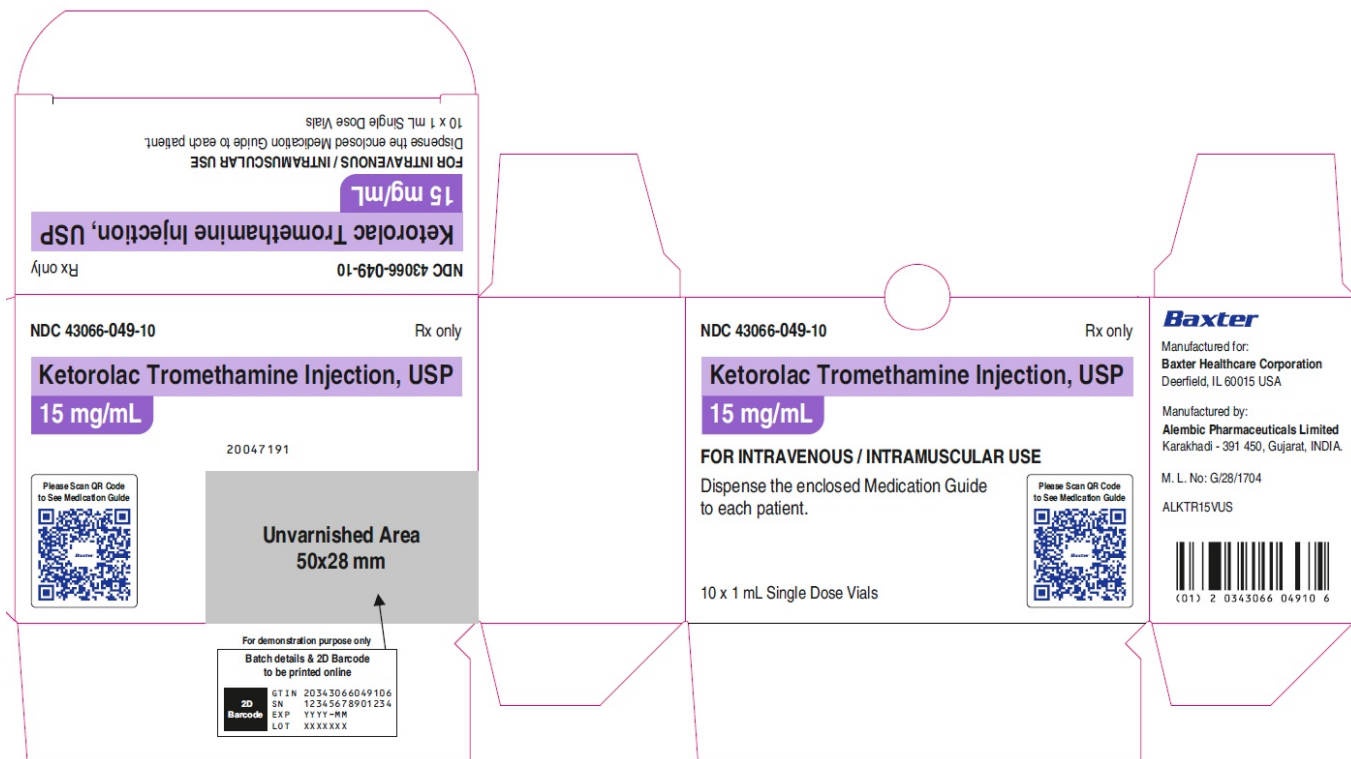 10 x 1 mL Single Dose Vials
Dispense the enclosed Medication Guide to each patient.
FOR INTRAVENOUS / INTRAMUSCULAR USE
15 mg/mL
Ketorolac Tromethamine Injection, USP
NDC 43066-049-10 Rx only
NDC 43066-049-10 Rx only
Ketorolac Tromethamine Injection, USP
15 mg/mL
20047191
Please Scan QR Code
to See Medication Guide
Baxter
Unvarnished Area
50x28 mm
For demonstration purpose only
Batch details & 2D Barcode
to be printed online
2D
Barcode
GTIN 20343066049106
SN 12345678901234
EXP YYYY-MM
LOT XXXXXXX
NDC 43066-049-10 Rx only
Ketorolac Tromethamine Injection, USP
15 mg/mL
FOR INTRAVENOUS / INTRAMUSCULAR USE
Dispense the enclosed Medication Guide
to each patient.
10 x 1 mL Single Dose Vials
Please Scan QR Code
to See Medication Guide
Baxter
Baxter
Manufactured for:
Baxter Healthcare Corporation
Deerfield, IL 60015 USA
Manufactured by:
Alembic Pharmaceuticals Limited
Karakhadi - 391 450, Gujarat, INDIA.
M. L. No: G/28/1704
ALKTR15VUS
(01) 2 0343066 04910 6